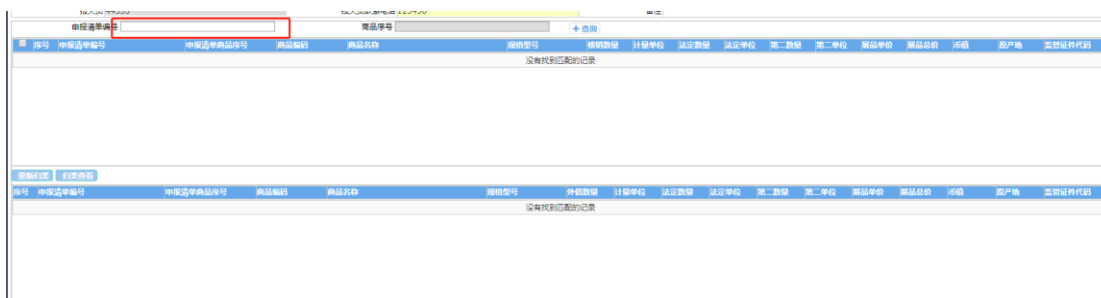 申报清单编号 商品序号 + 查询
序号 申报清单编号 申报清单商品序号 商品编码 商品名称 规格型号 核销数量 计量单位 法定数量 法定单位 第二数量 第二单位 展品单价 展品总价 币值 原产地 监管证件代码
没有找到匹配的记录
重新归类 归类查看
序号 申报清单编号 申报清单商品序号 商品编码 商品名称 规格型号 外借数量 计量单位 法定数量 法定单位 第二数量 第二单位 展品单价 展品总价 币值 原产地 监管证件代码
没有找到匹配的记录